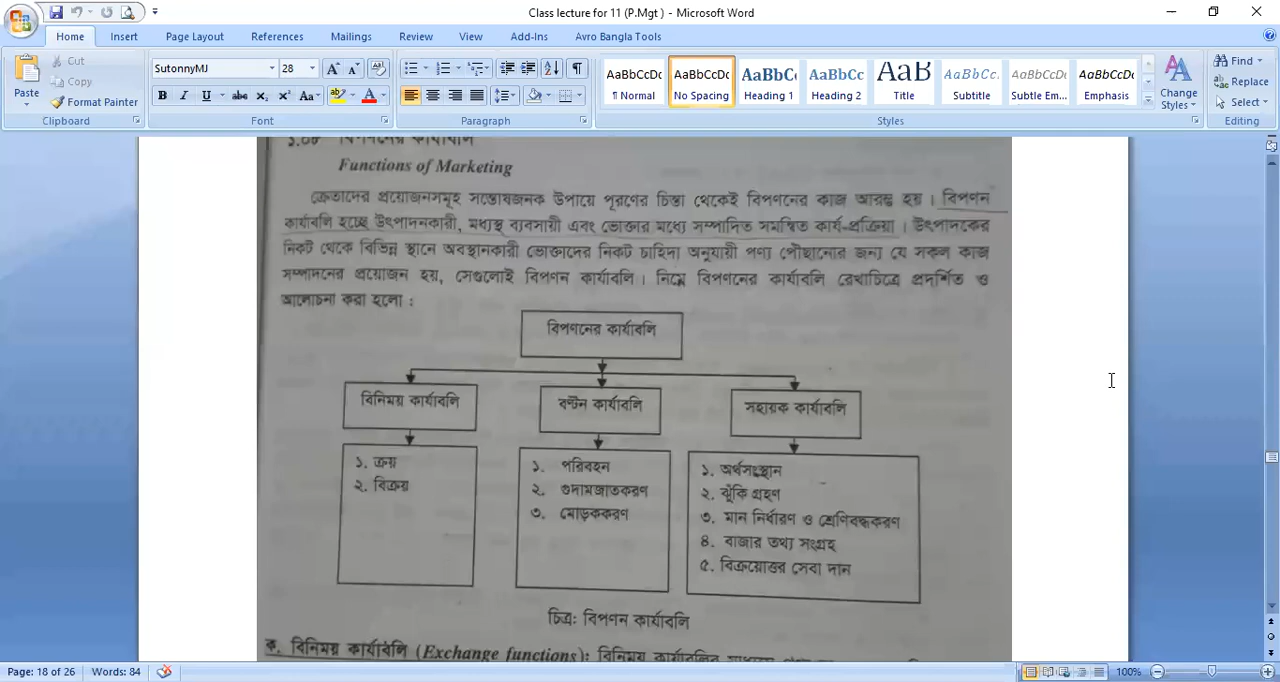 Class lecture for 11 (P.Mgt ) - Microsoft Word
Home Insert Page Layout References Mailings Review View Add-Ins Avro Bangla Tools
Paste Cut Copy Format Painter
SutonnyMJ 28
AaBbCcDc AaBbCcDc AaBbC AaBbCc AaB AaBbCc. AaBbCc. AaBbCcDc
¶ Normal No Spacing Heading 1 Heading 2 Title Subtitle Subtle Em... Emphasis
Change Styles
Find Replace Select
Clipboard Font Paragraph Styles Editing
১.০৮ বিপণনের কার্যাবলি
Functions of Marketing
ক্রেতাদের প্রয়োজনসমূহ সন্তোষজনক উপায়ে পূরণের চিন্তা থেকেই বিপণনের কাজ আরম্ভ হয়। বিপণন
কার্যাবলি হচ্ছে উৎপাদনকারী, মধ্যস্থ ব্যবসায়ী এবং ভোক্তার মধ্যে সম্পাদিত সমন্বিত কার্য-প্রক্রিয়া। উৎপাদকের
নিকট থেকে বিভিন্ন স্থানে অবস্থানকারী ভোক্তাদের নিকট চাহিদা অনুযায়ী পণ্য পৌছানোর জন্য যে সকল কাজ
সম্পাদনের প্রয়োজন হয়, সেগুলোই বিপণন কার্যাবলি। নিম্নে বিপণনের কার্যাবলি রেখাচিত্রে প্রদর্শিত ও
আলোচনা করা হলো :
বিপণনের কার্যাবলি
বিনিময় কার্যাবলি
১. ক্রয়
২. বিক্রয়
বণ্টন কার্যাবলি
১. পরিবহন
২. গুদামজাতকরণ
৩. মোড়ককরণ
সহায়ক কার্যাবলি
১. অর্থসংস্থান
২. ঝুঁকি গ্রহণ
৩. মান নির্ধারণ ও শ্রেণিবদ্ধকরণ
৪. বাজার তথ্য সংগ্রহ
৫. বিক্রয়োত্তর সেবা দান
চিত্র: বিপণন কার্যাবলি
ক. বিনিময় কার্যাবলি (Exchange functions): বিনিময় কার্যাবলির
Page: 18 of 26 Words: 84 100%